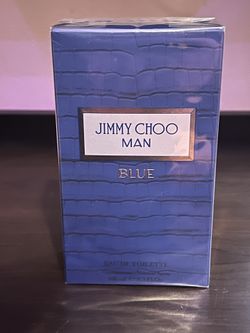 JIMMY CHOO
MAN
BLUE
EAU DE TOILETTE